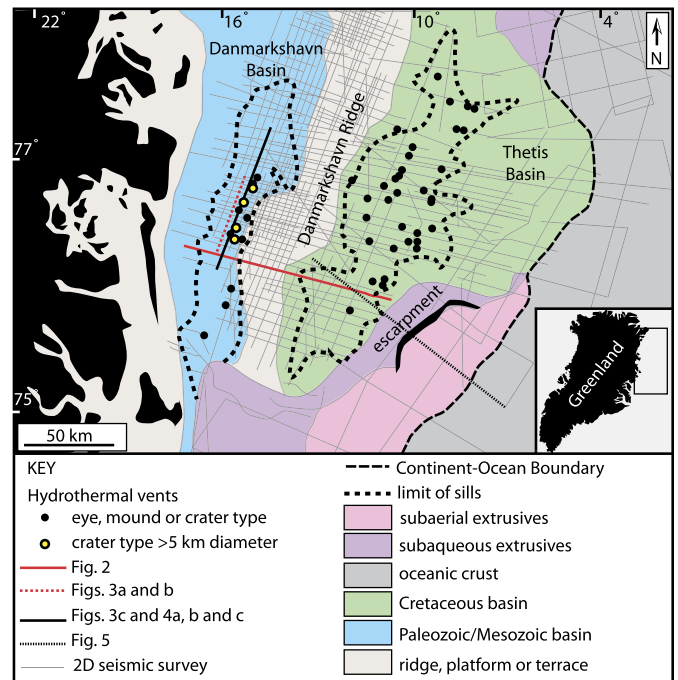 22°
16°
10°
4°
N
Danmarkshavn
Basin
Danmarkshavn Ridge
77°
Thetis
Basin
escarpment
75°
50 km
Greenland
KEY
Hydrothermal vents
eye, mound or crater type
crater type >5 km diameter
Fig. 2
Figs. 3a and b
Figs. 3c and 4a, b and c
Fig. 5
2D seismic survey
Continent-Ocean Boundary
limit of sills
subaerial extrusives
subaqueous extrusives
oceanic crust
Cretaceous basin
Paleozoic/Mesozoic basin
ridge, platform or terrace